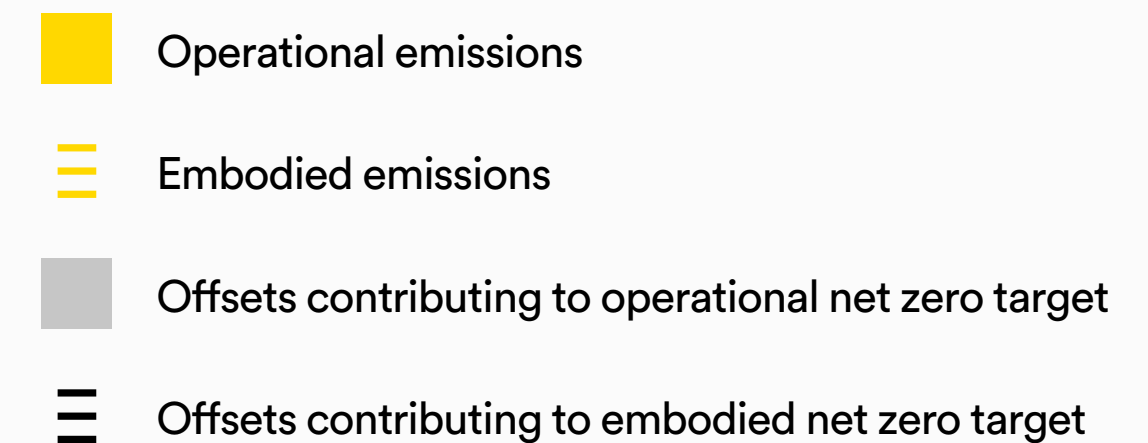 Operational emissions
Embodied emissions
Offsets contributing to operational net zero target
Offsets contributing to embodied net zero target